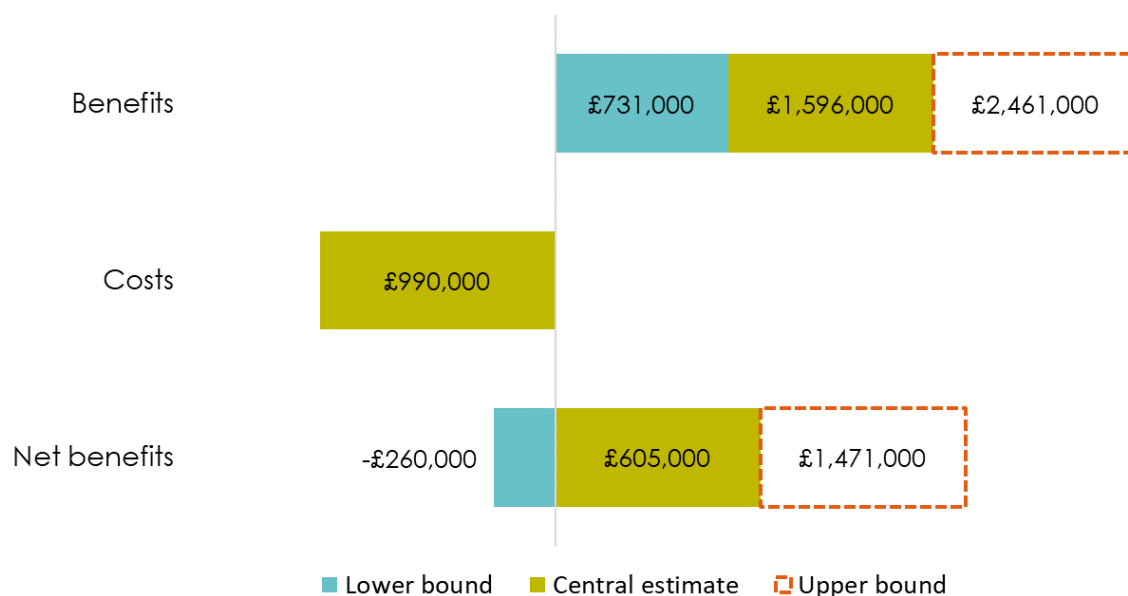 Benefits £731,000 £1,596,000 £2,461,000
Costs £990,000
Net benefits -£260,000 £605,000 £1,471,000
Lower bound Central estimate Upper bound